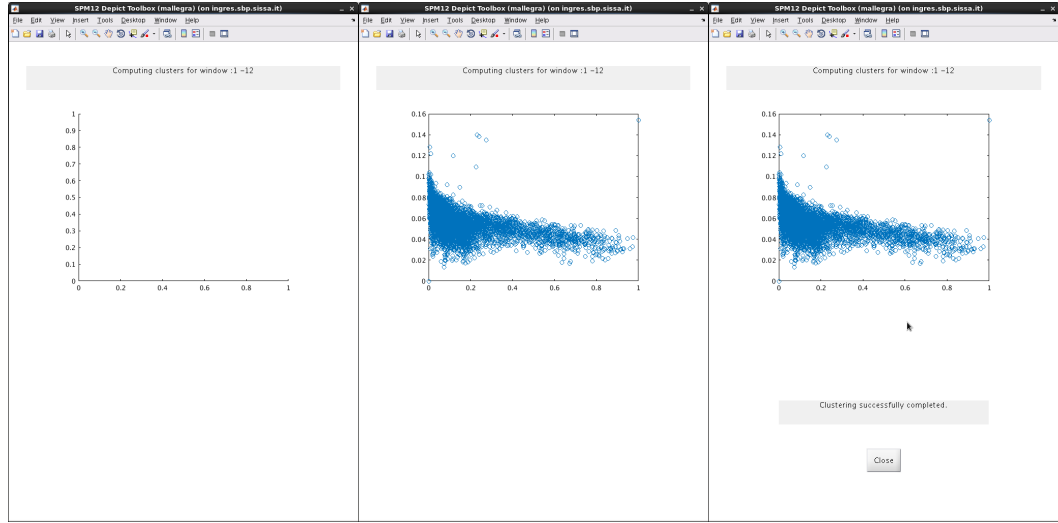 SPM12 Depict Toolbox (mallegra) (on ingres.sbp.sissa.it)
File Edit View Insert Tools Desktop Window Help
Computing clusters for window :1 −12
1
0.9
0.8
0.7
0.6
0.5
0.4
0.3
0.2
0.1
0 0.2 0.4 0.6 0.8 1
SPM12 Depict Toolbox (mallegra) (on ingres.sbp.sissa.it)
File Edit View Insert Tools Desktop Window Help
Computing clusters for window :1 −12
0.16
0.14
0.12
0.1
0.08
0.06
0.04
0.02
0
0 0.2 0.4 0.6 0.8 1
SPM12 Depict Toolbox (mallegra) (on ingres.sbp.sissa.it)
File Edit View Insert Tools Desktop Window Help
Computing clusters for window :1 −12
0.16
0.14
0.12
0.1
0.08
0.06
0.04
0.02
0
0 0.2 0.4 0.6 0.8 1
Clustering successfully completed.
Close